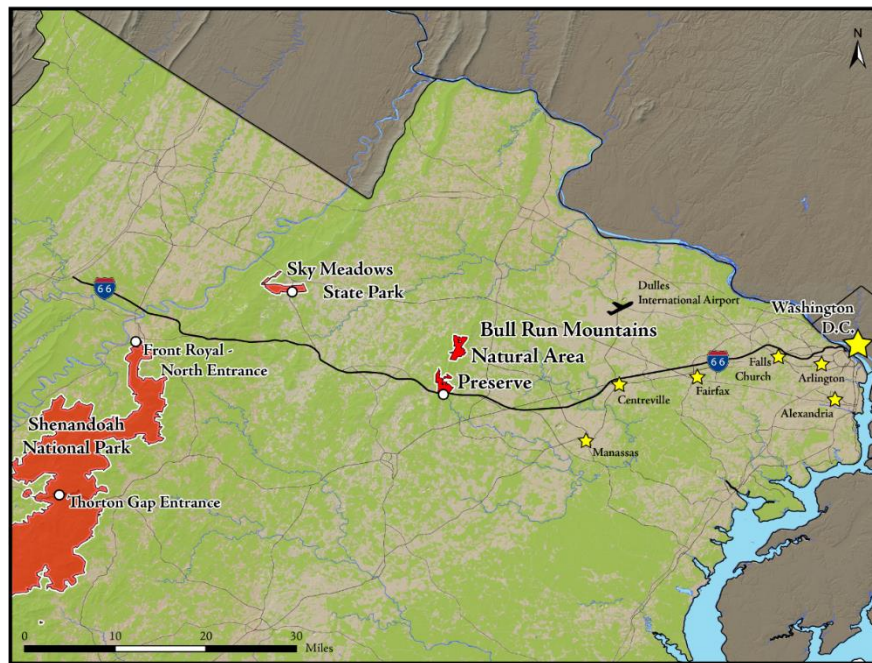 N
66
Sky Meadows
State Park
Dulles
International Airport
Washington
D.C.
Bull Run Mountains
Natural Area
Preserve
Front Royal -
North Entrance
66
Falls
Church
Arlington
Fairfax
Centreville
Alexandria
Shenandoah
National Park
Manassas
Thorton Gap Entrance
0 10 20 30
Miles